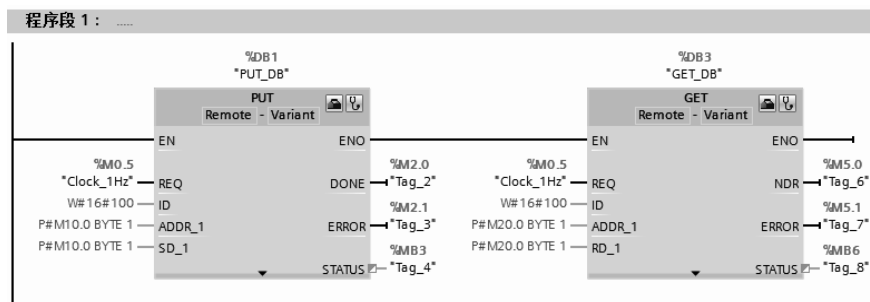 程序段 1： .....
%DB1
"PUT_DB"
PUT
Remote - Variant
EN
ENO
%M0.5
"Clock_1Hz"
REQ
W#16#100
ID
P#M10.0 BYTE 1
ADDR_1
P#M10.0 BYTE 1
SD_1
%M2.0
DONE
"Tag_2"
%M2.1
ERROR
"Tag_3"
%MB3
STATUS
"Tag_4"
%DB3
"GET_DB"
GET
Remote - Variant
EN
ENO
%M0.5
"Clock_1Hz"
REQ
W#16#100
ID
P#M20.0 BYTE 1
ADDR_1
P#M20.0 BYTE 1
RD_1
%M5.0
NDR
"Tag_6"
%M5.1
ERROR
"Tag_7"
%MB6
STATUS
"Tag_8"